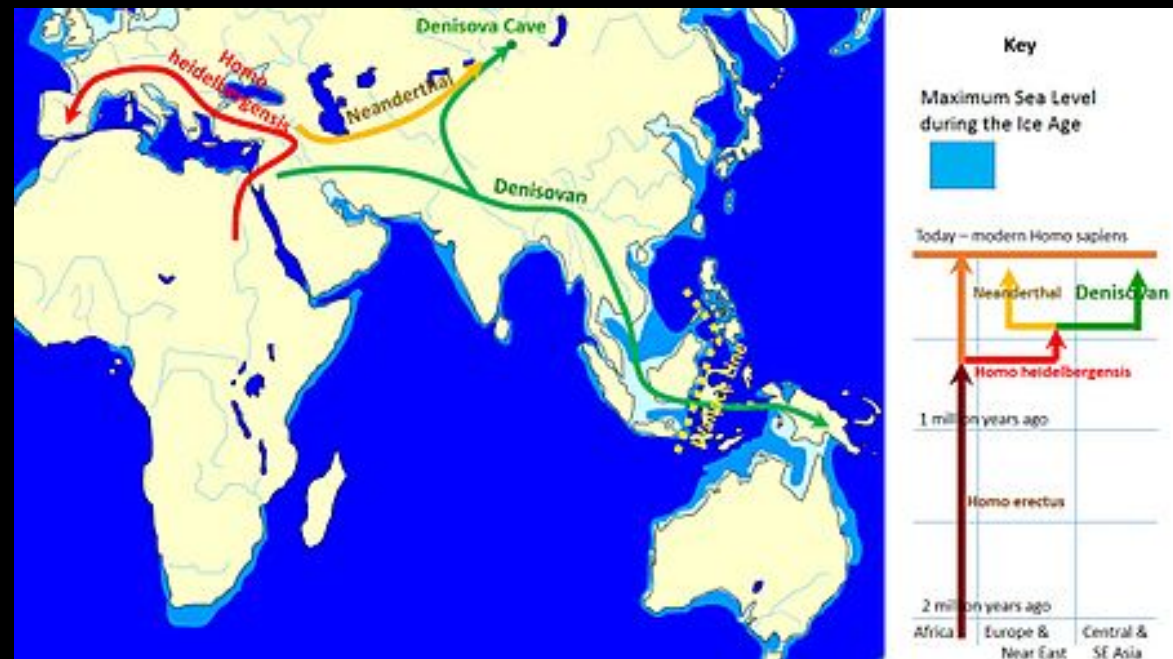 Denisova Cave
Homo
heidelbergensis
Neanderthal
Denisovan
Key
Maximum Sea Level
during the Ice Age
Today – modern Homo sapiens
Neanderthal
Denisovan
Homo heidelbergensis
1 million years ago
Homo erectus
2 million years ago
Africa
Europe &
Near East
Central &
SE Asia